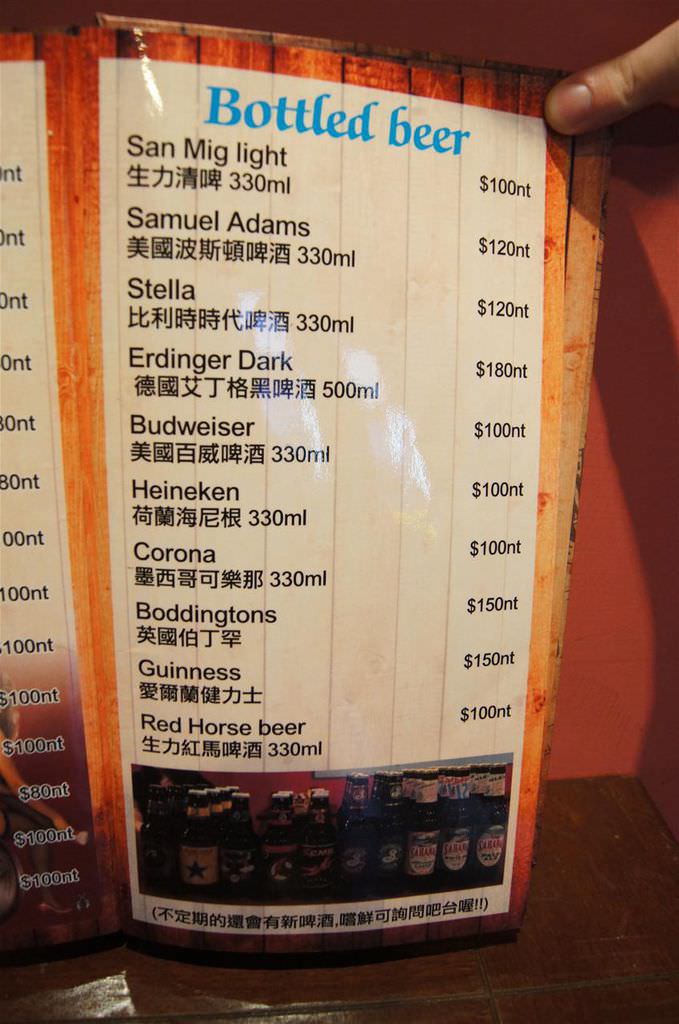 Bottled beer
San Mig light
生力清啤 330ml
$100nt
Samuel Adams
美國波斯頓啤酒 330ml
$120nt
Stella
比利時時代啤酒 330ml
$120nt
Erdinger Dark
德國艾丁格黑啤酒 500ml
$180nt
Budweiser
美國百威啤酒 330ml
$100nt
Heineken
荷蘭海尼根 330ml
$100nt
Corona
墨西哥可樂那 330ml
$100nt
Boddingtons
英國伯丁罕
$150nt
Guinness
愛爾蘭健力士
$150nt
Red Horse beer
生力紅馬啤酒 330ml
$100nt
(不定期的還會有新啤酒,嚐鮮可詢問吧台喔!!)
$100nt
$100nt
$100nt
$80nt
$100nt
$100nt